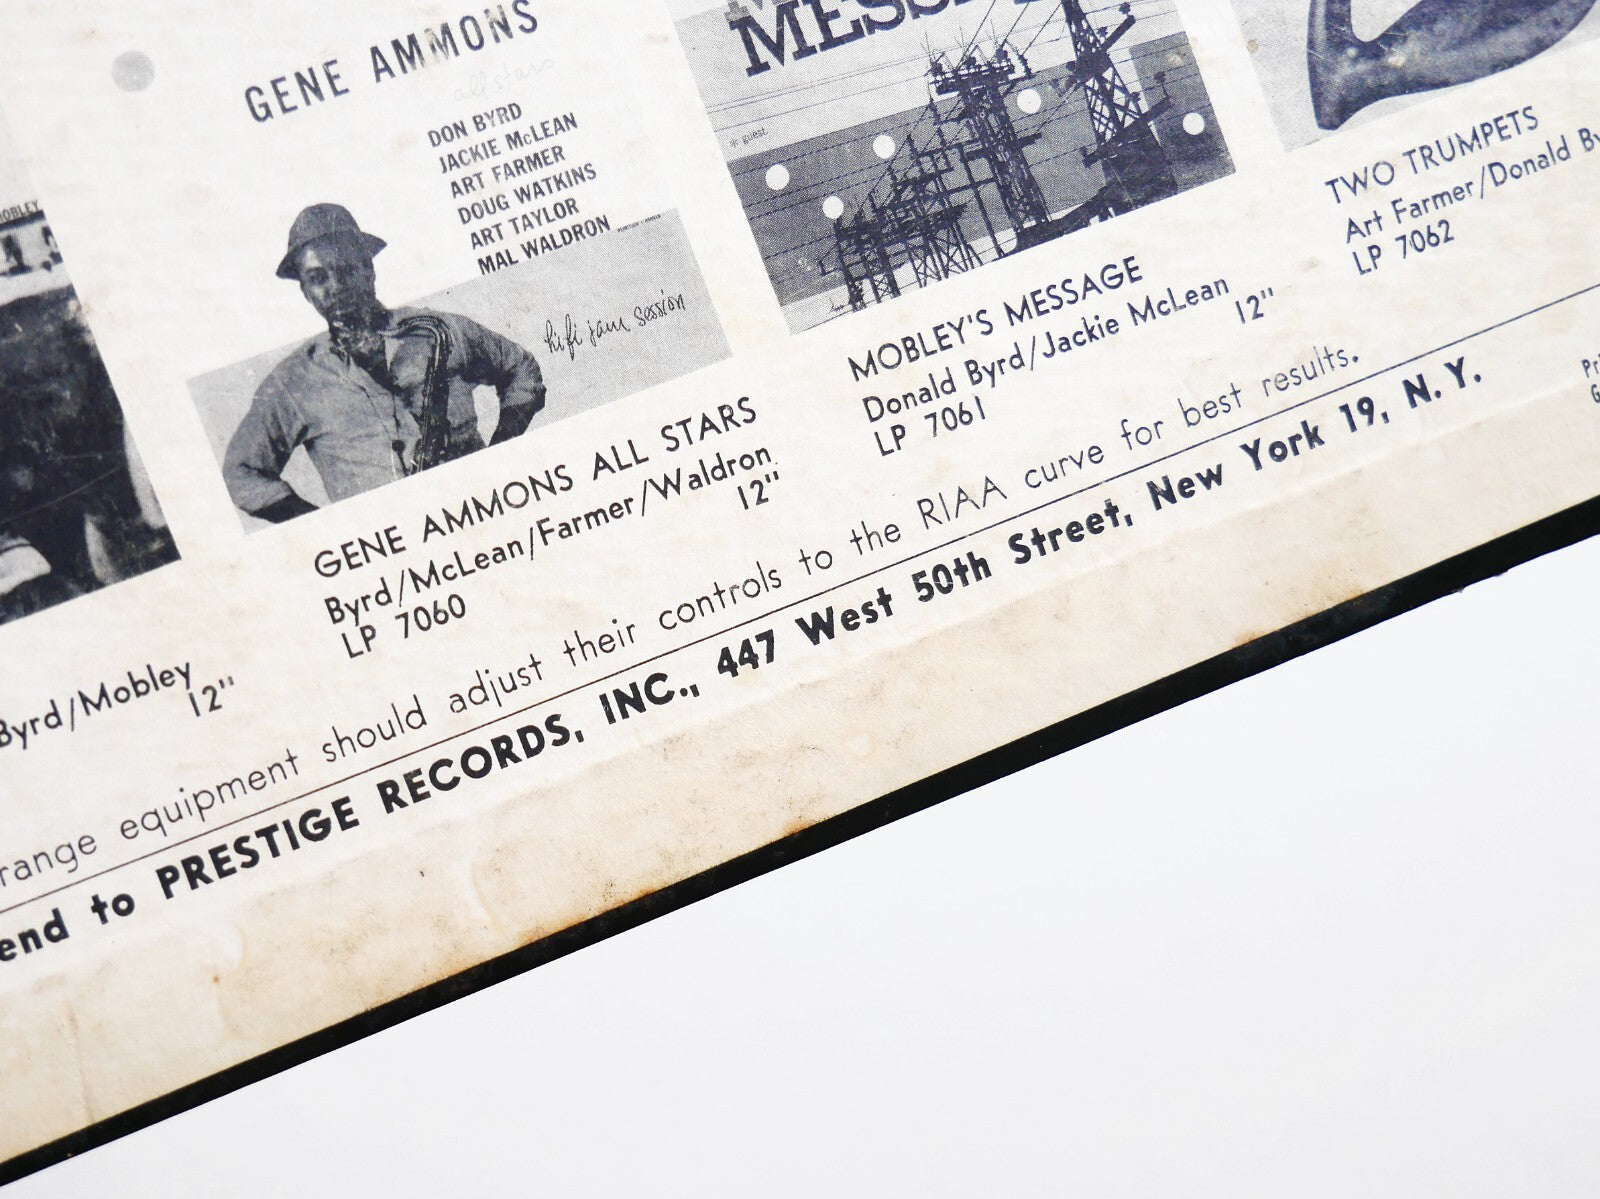 GENE AMMONS
all stars
DON BYRD
JACKIE McLEAN
ART FARMER
DOUG WATKINS
ART TAYLOR
MAL WALDRON
hifi jam session
GENE AMMONS ALL STARS
Byrd/McLean/Farmer/Waldron
LP 7060 12"
MESS
* guest
MOBLEY'S MESSAGE
Donald Byrd/Jackie McLean
LP 7061 12"
TWO TRUMPETS
Art Farmer/Donald By
LP 7062
MOBLEY
Byrd/Mobley
12"
range equipment should adjust their controls to the RIAA curve for best results.
end to PRESTIGE RECORDS, INC., 447 West 50th Street, New York 19, N.Y.